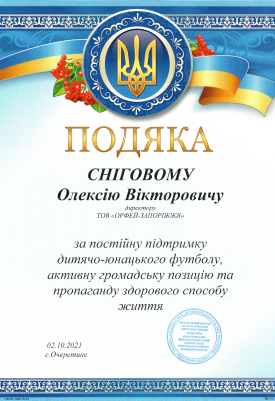 ПОДЯКА
СНІГОВОМУ
Олексію Вікторовичу
директору
ТОВ «ОРФЕЙ-ЗАПОРІЖЖЯ»
за постійну підтримку
дитячо-юнацького футболу,
активну громадську позицію та
пропаганду здорового способу
життя
02.10.2021
с.Очеретине